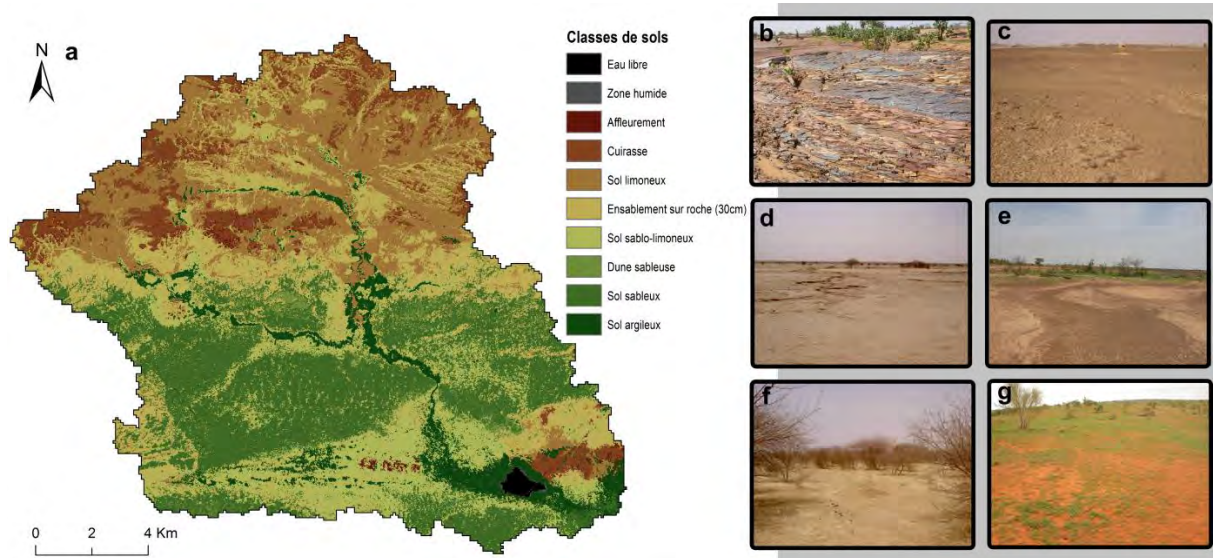 N
a
Classes de sols
Eau libre
Zone humide
Affleurement
Cuirasse
Sol limoneux
Ensablement sur roche (30cm)
Sol sablo-limoneux
Dune sableuse
Sol sableux
Sol argileux
0 2 4 Km
b
c
d
e
f
g